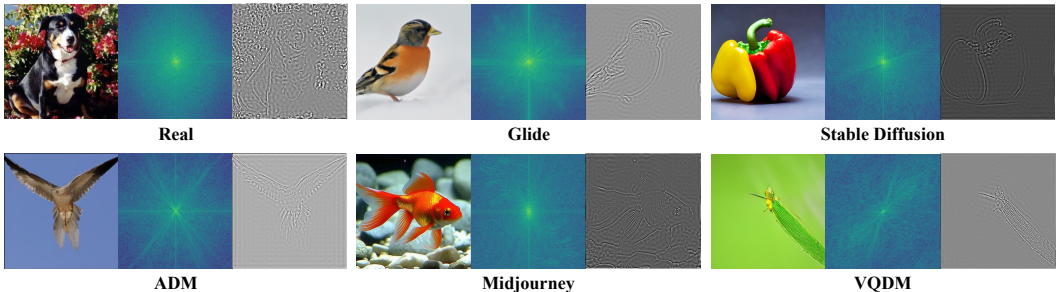 Real
Glide
Stable Diffusion
ADM
Midjourney
VQDM